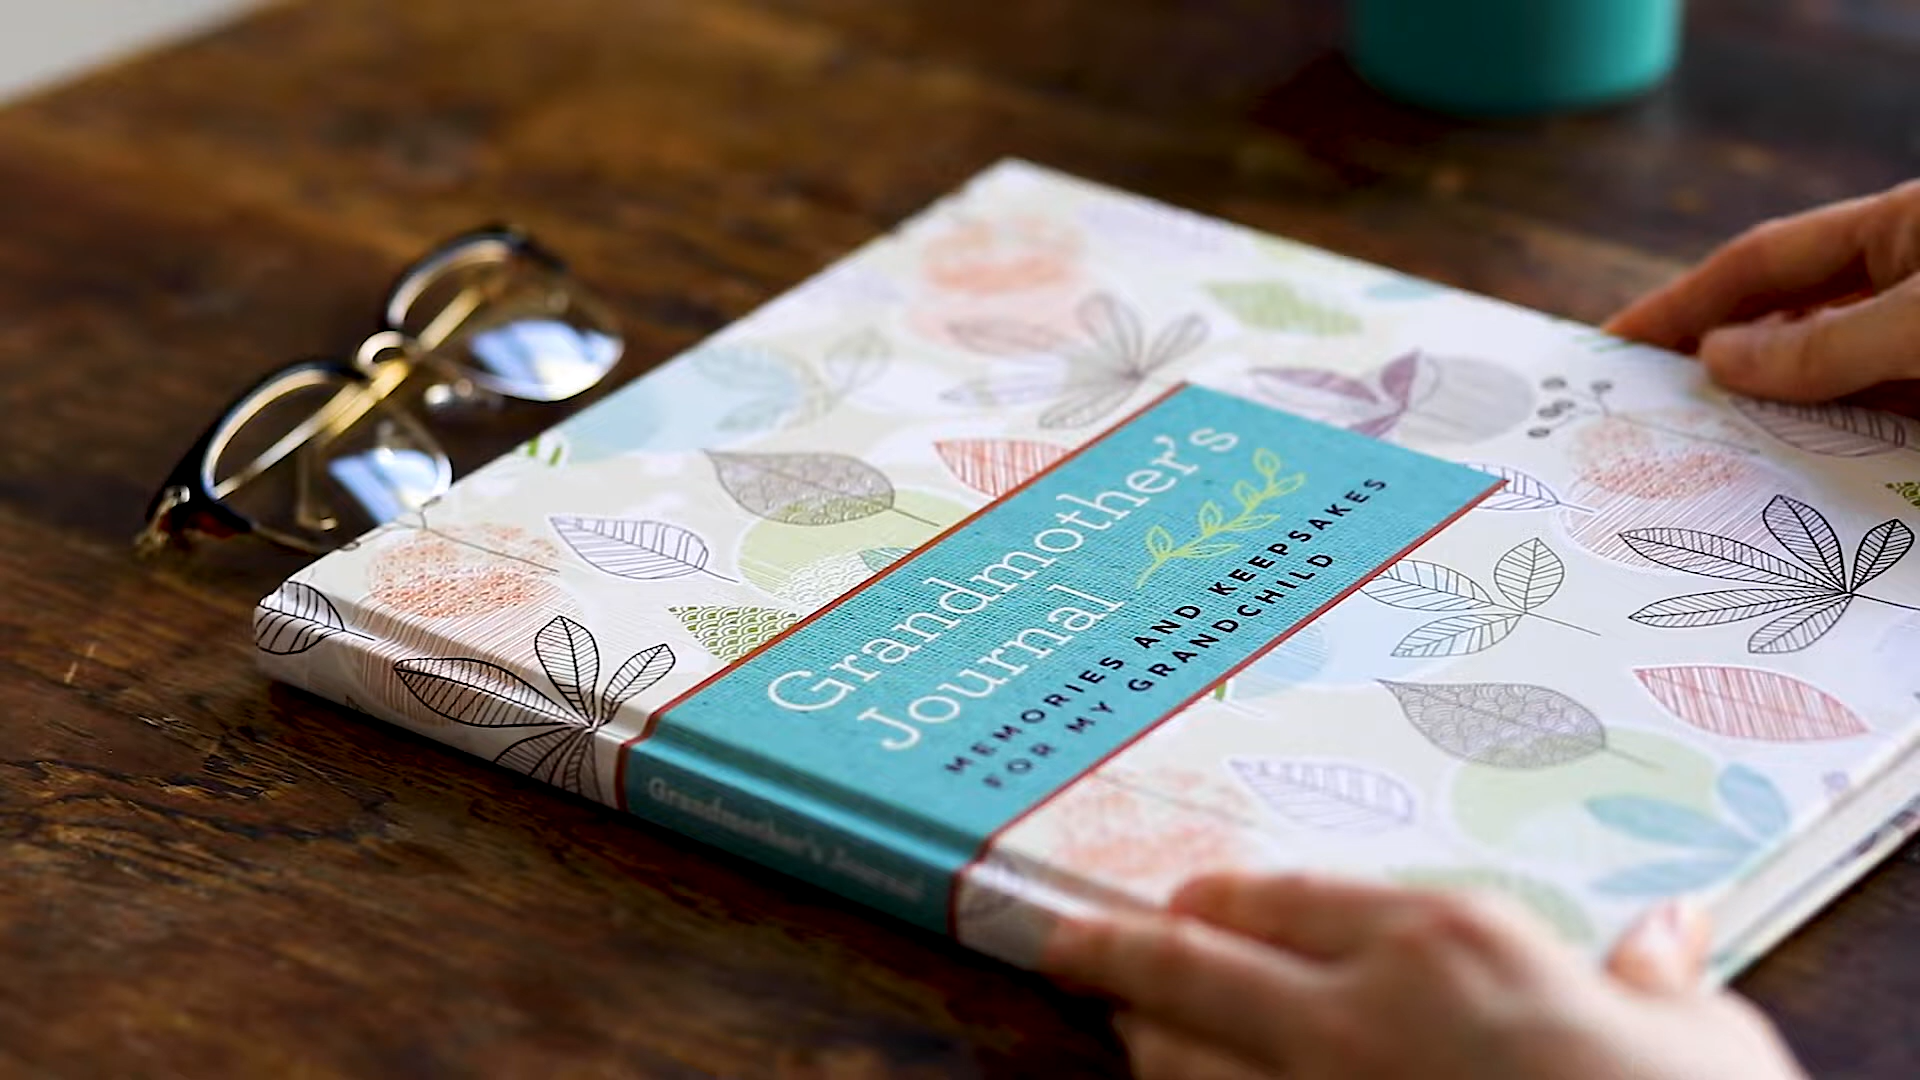 Grandmother's
Journal
MEMORIES AND KEEPSAKES
FOR MY GRANDCHILD
Grandmother's Journal